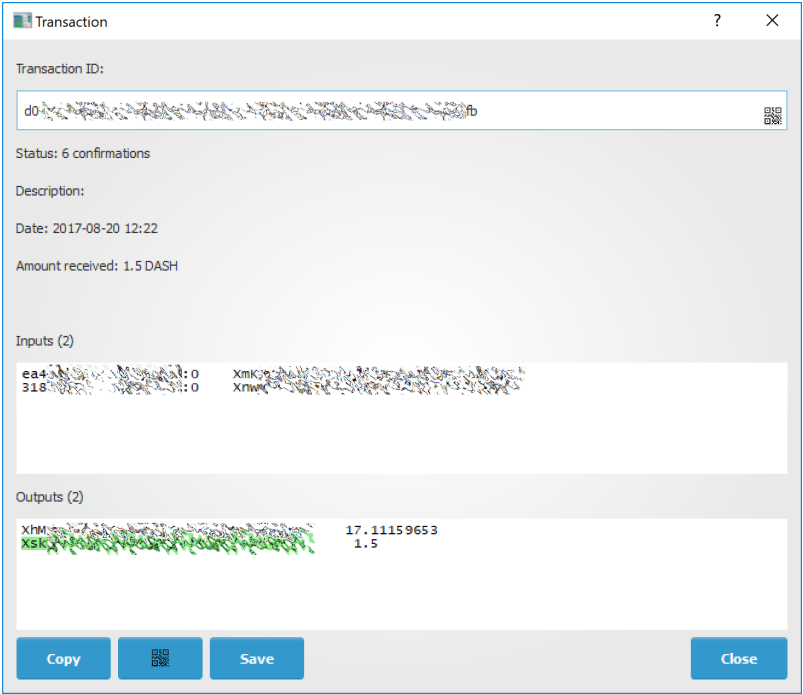 Transaction
?
Transaction ID:
d0 fb
Status: 6 confirmations
Description:
Date: 2017-08-20 12:22
Amount received: 1.5 DASH
Inputs (2)
ea4 :0 XmK
318 :0 Xnw
Outputs (2)
XhM 17.11159653
Xsk 1.5
Copy Save Close